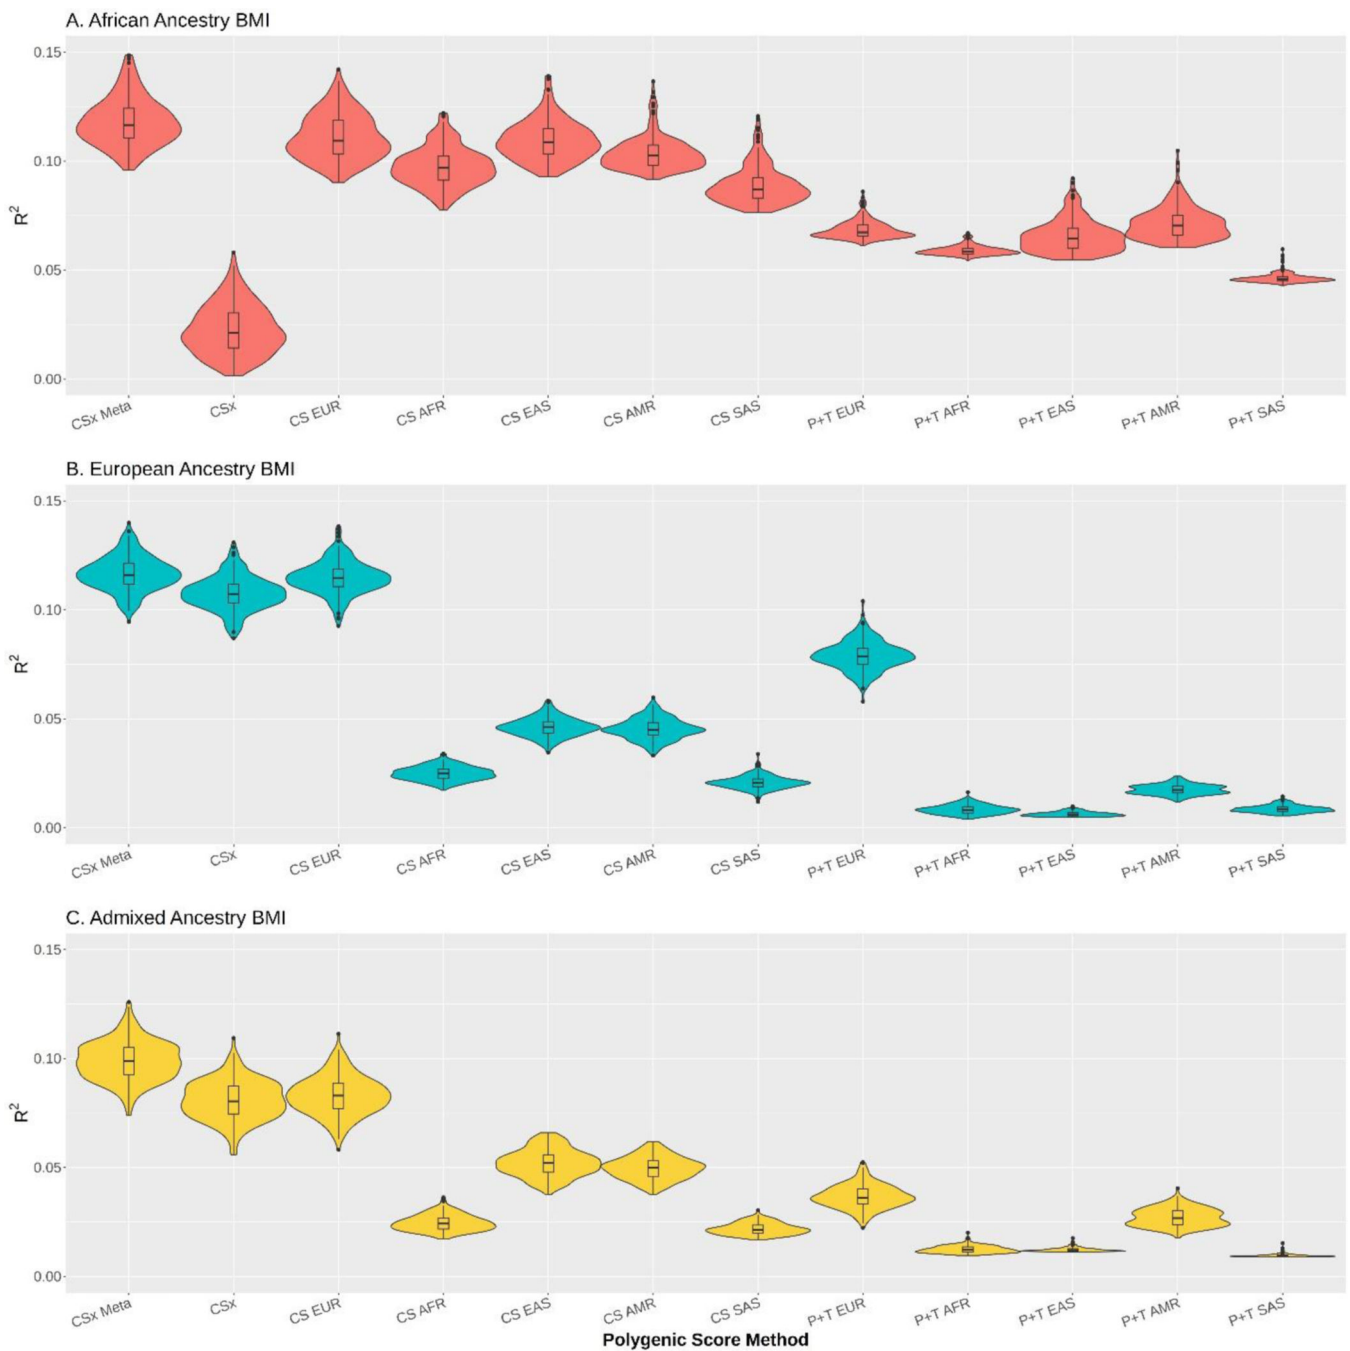 A. African Ancestry BMI
0.15
0.10
0.05
0.00
R²
CSx Meta CSx CS EUR CS AFR CS EAS CS AMR CS SAS P+T EUR P+T AFR P+T EAS P+T AMR P+T SAS
B. European Ancestry BMI
0.15
0.10
0.05
0.00
R²
CSx Meta CSx CS EUR CS AFR CS EAS CS AMR CS SAS P+T EUR P+T AFR P+T EAS P+T AMR P+T SAS
C. Admixed Ancestry BMI
0.15
0.10
0.05
0.00
R²
CSx Meta CSx CS EUR CS AFR CS EAS CS AMR CS SAS P+T EUR P+T AFR P+T EAS P+T AMR P+T SAS
Polygenic Score Method